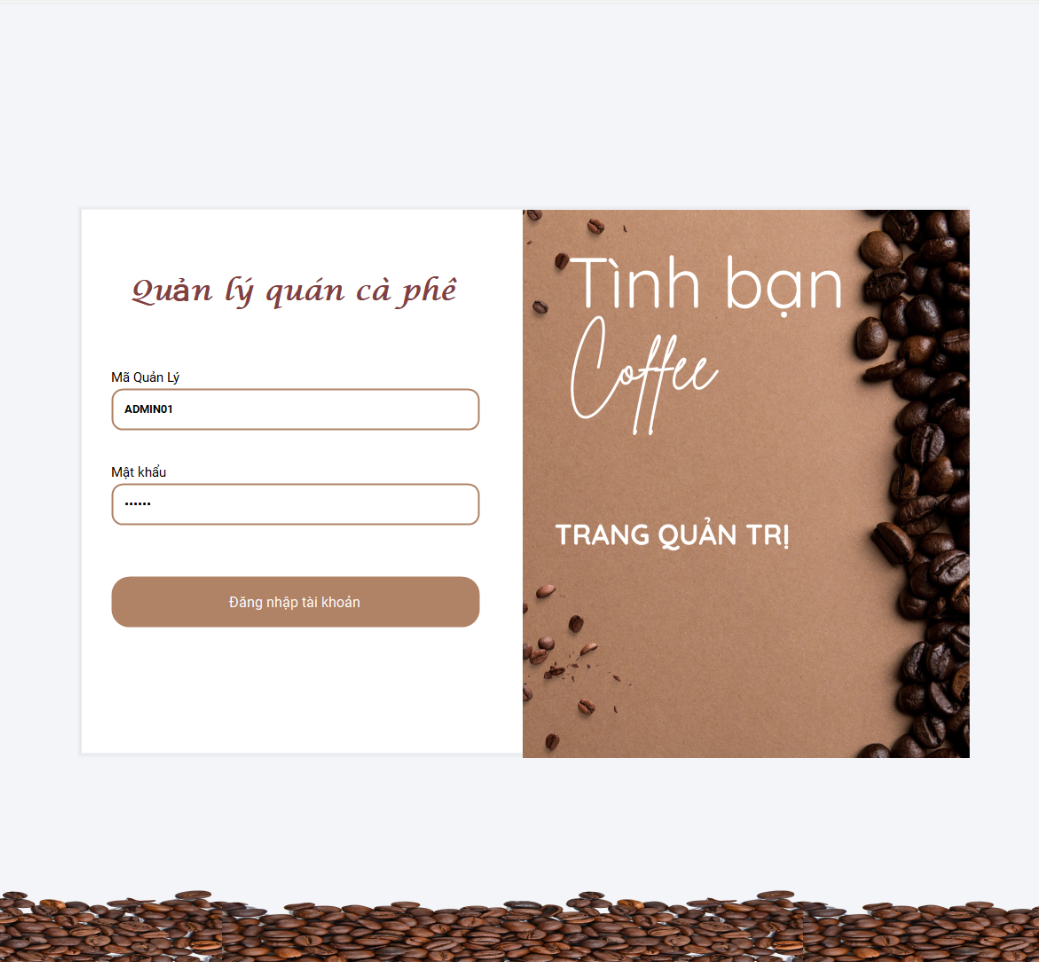 Quản lý quán cà phê
Mã Quản Lý
ADMIN01
Mật khẩu
••••••
Đăng nhập tài khoản
Tình bạn
Coffee
TRANG QUẢN TRỊ